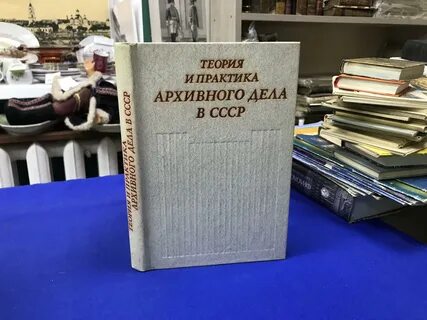 ТЕОРИЯ
И ПРАКТИКА
АРХИВНОГО ДЕЛА
В СССР
ТЕОРИЯ И ПРАКТИКА
АРХИВНОГО ДЕЛА В СССР